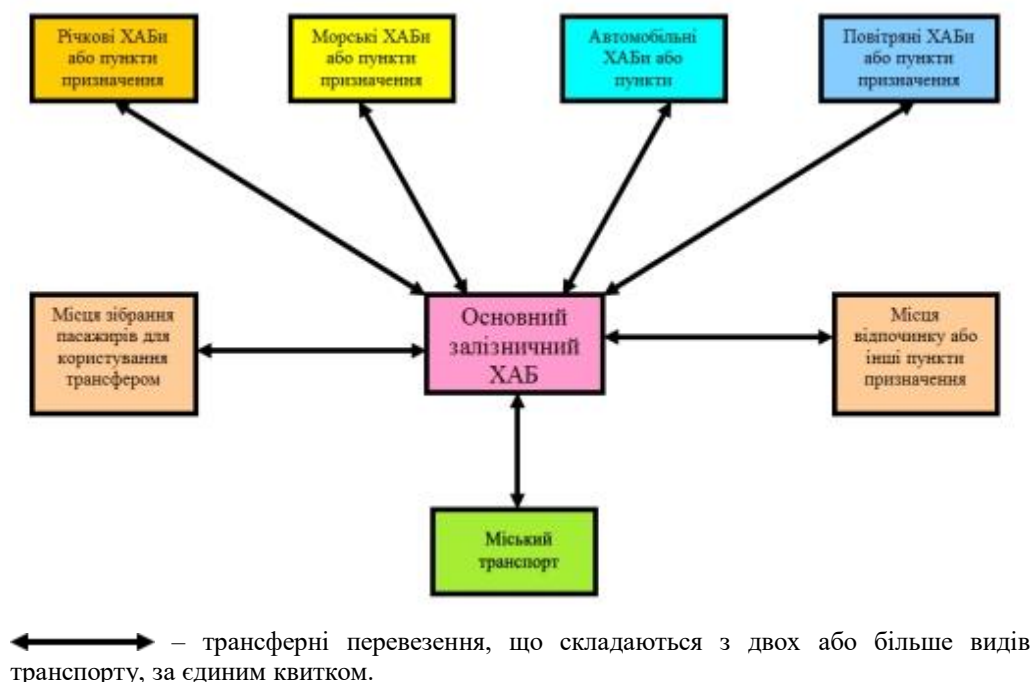 Річкові ХАБи
або пункти
призначення
Морські ХАБи
або пункти
призначення
Автомобільні
ХАБи або
пункти
Повітряні ХАБи
або пункти
призначення
Місця зібрання
пасажирів для
користування
трансфером
Основний
залізничний
ХАБ
Місця
відпочинку або
інші пункти
призначення
Міський
транспорт
– трансферні перевезення, що складаються з двох або більше видів
транспорту, за єдиним квитком.